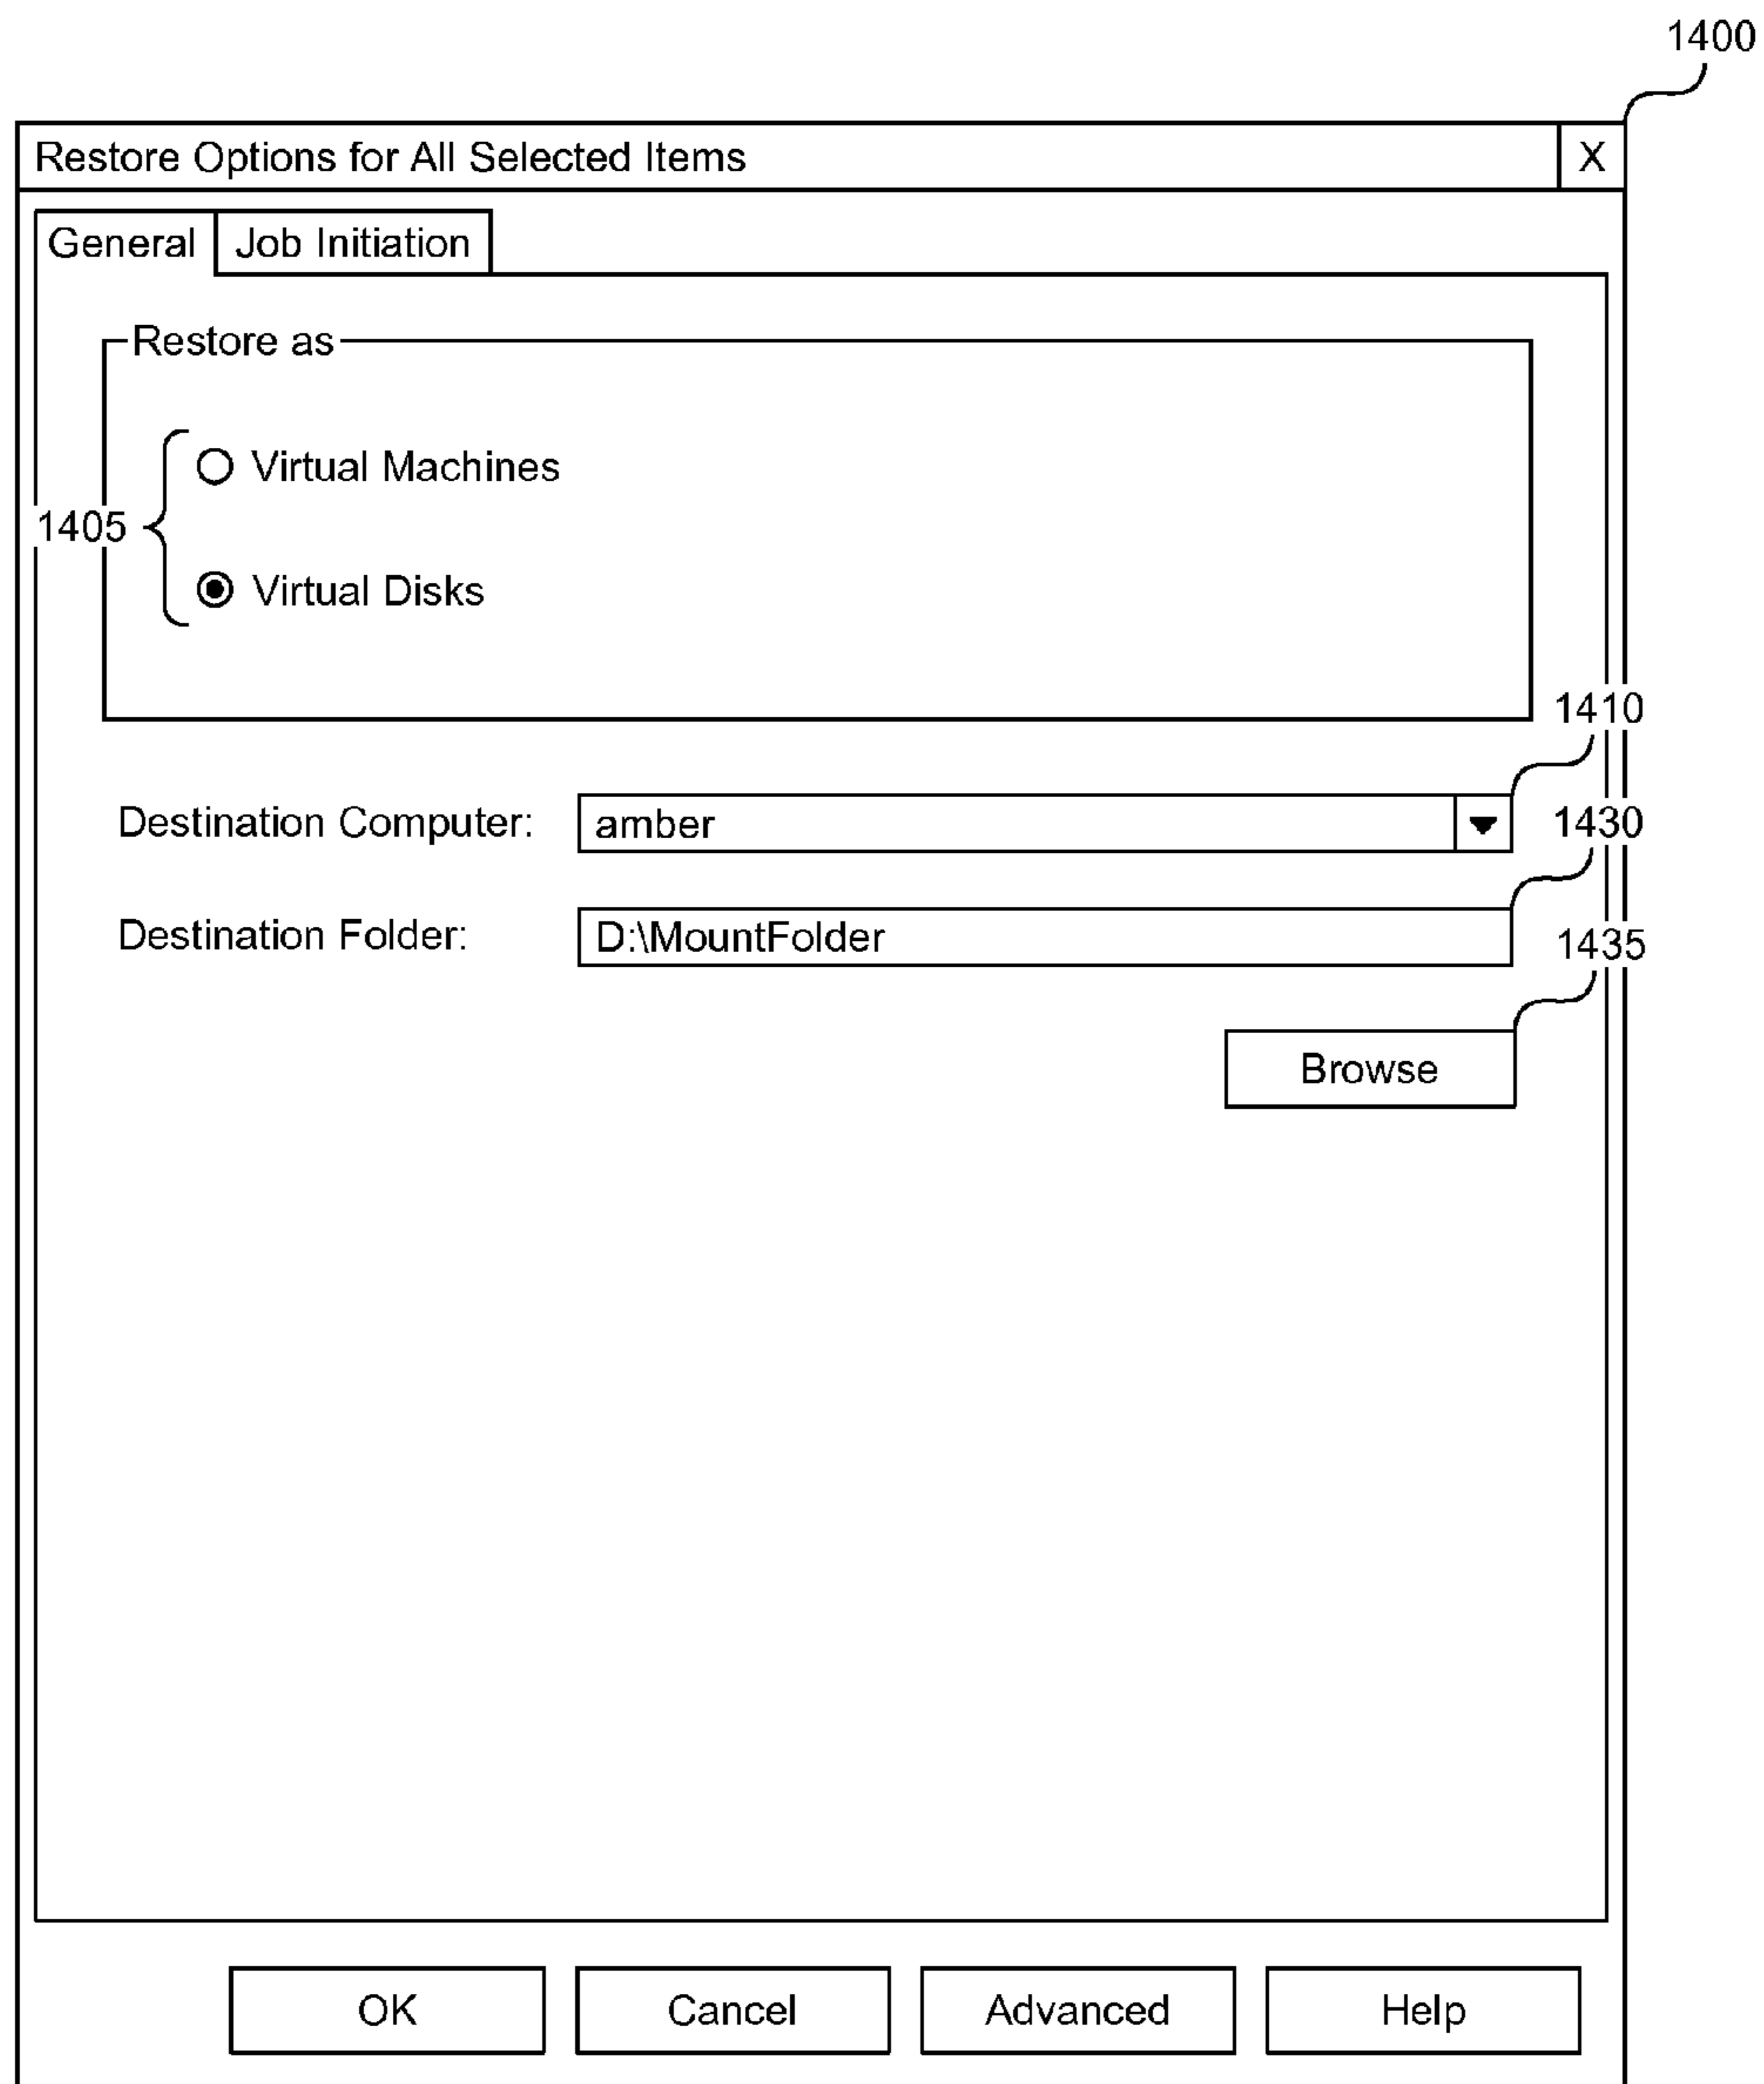 1400
Restore Options for All Selected Items X
General Job Initiation
Restore as
Virtual Machines
1405
Virtual Disks
1410
Destination Computer: amber 1430
Destination Folder: D:\MountFolder 1435
Browse
OK Cancel Advanced Help